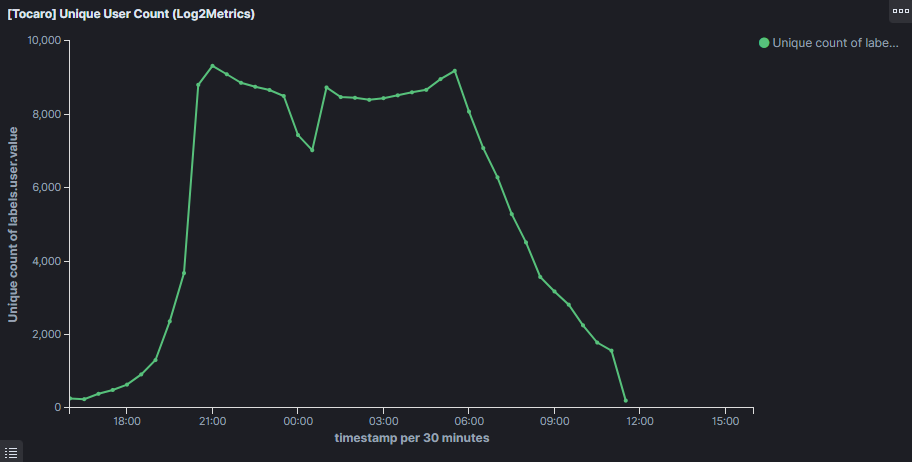 [Tocaro] Unique User Count (Log2Metrics)
Unique count of labe...
10,000
8,000
6,000
4,000
2,000
0
Unique count of labels.user.value
18:00 21:00 00:00 03:00 06:00 09:00 12:00 15:00
timestamp per 30 minutes